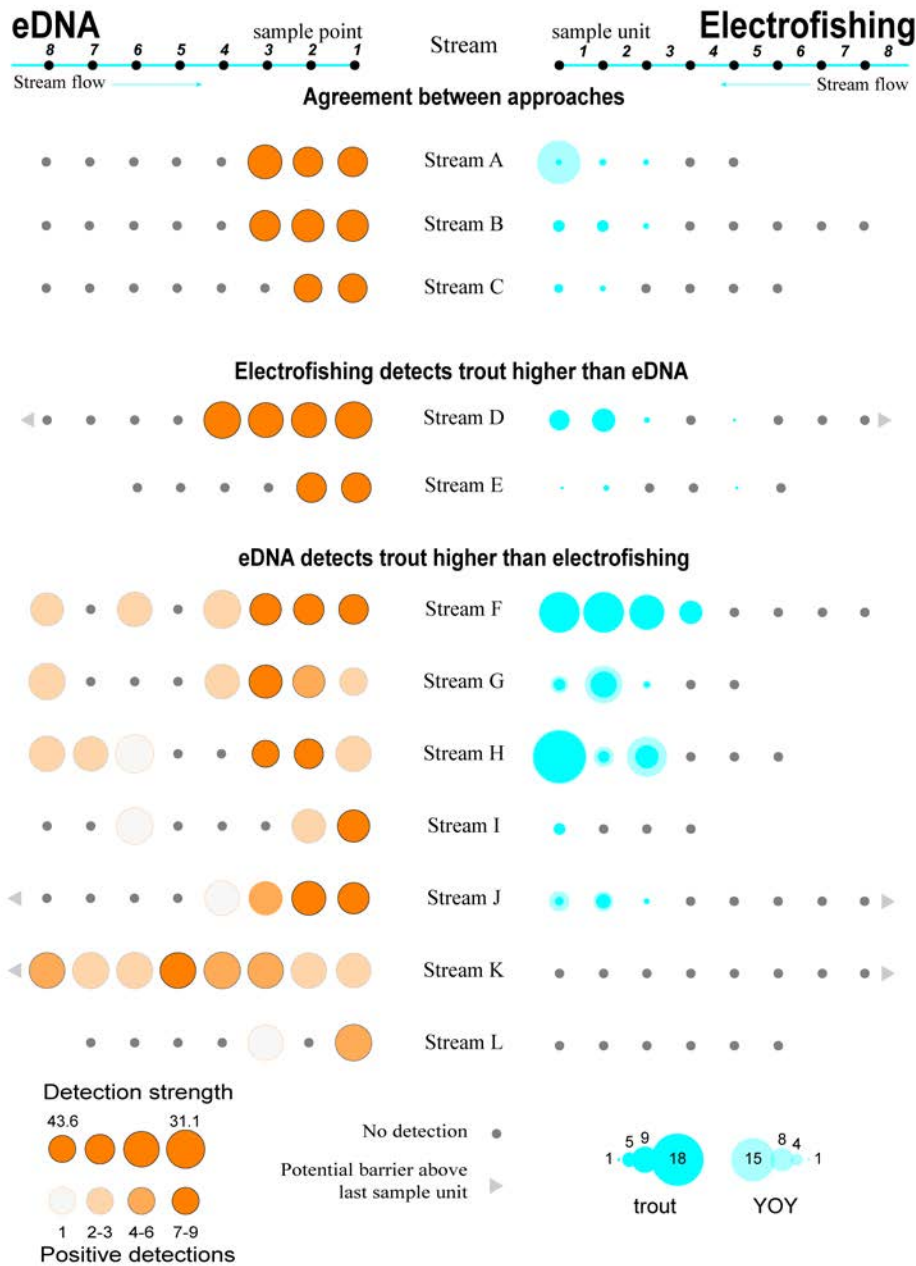 eDNA sample point Stream sample unit Electrofishing
8 7 6 5 4 3 2 1 1 2 3 4 5 6 7 8
Stream flow Stream flow
Agreement between approaches
Stream A
Stream B
Stream C
Electrofishing detects trout higher than eDNA
Stream D
Stream E
eDNA detects trout higher than electrofishing
Stream F
Stream G
Stream H
Stream I
Stream J
Stream K
Stream L
Detection strength
43.6 31.1
1 2-3 4-6 7-9
Positive detections
No detection
Potential barrier above
last sample unit
1 5 9 18
trout
15 8 4 1
YOY